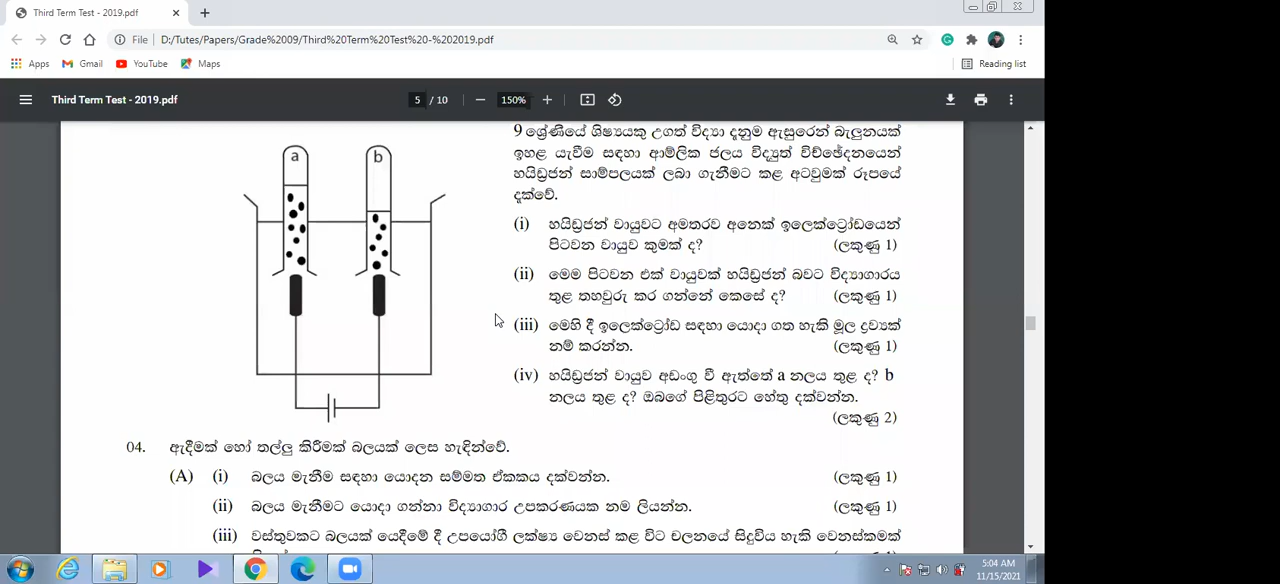 Third Term Test - 2019.pdf
File | D:/Tutes/Papers/Grade%2009/Third%20Term%20Test%20-%202019.pdf
Apps Gmail YouTube Maps Reading list
Third Term Test - 2019.pdf 5 / 10 150%
a b
9 ශ්‍රේණියේ ශිෂ්‍යයකු උගත් විද්‍යා දැනුම ඇසුරෙන් බැලුනයක්
ඉහළ යැවීම සඳහා ආම්ලික ජලය විද්‍යුත් විච්ඡේදනයෙන්
හයිඩ්‍රජන් සාම්පලයක් ලබා ගැනීමට කළ අටවුමක් රූපයේ
දැක්වේ.
(i) හයිඩ්‍රජන් වායුවට අමතරව අනෙක් ඉලෙක්ට්‍රෝඩයෙන්
පිටවන වායුව කුමක් ද? (ලකුණු 1)
(ii) මෙම පිටවන එක් වායුවක් හයිඩ්‍රජන් බවට විද්‍යාගාරය
තුළ තහවුරු කර ගන්නේ කෙසේ ද? (ලකුණු 1)
(iii) මෙහි දී ඉලෙක්ට්‍රෝඩ සඳහා යොදා ගත හැකි මූල ද්‍රව්‍යක්
නම් කරන්න. (ලකුණු 1)
(iv) හයිඩ්‍රජන් වායුව අඩංගු වී ඇත්තේ a නලය තුළ ද? b
නලය තුළ ද? ඔබගේ පිළිතුරට හේතු දක්වන්න.
(ලකුණු 2)
04. ඇදීමක් හෝ තල්ලු කිරීමක් බලයක් ලෙස හැඳින්වේ.
(A) (i) බලය මැනීම සඳහා යොදන සම්මත ඒකකය දක්වන්න. (ලකුණු 1)
(ii) බලය මැනීමට යොදා ගන්නා විද්‍යාගාර උපකරණයක නම ලියන්න. (ලකුණු 1)
(iii) වස්තුවකට බලයක් යෙදීමේ දී උපයෝගී ලක්ෂ්‍ය වෙනස් කළ විට චලනයේ සිදුවිය හැකි වෙනස්කමක්
5:04 AM
11/15/2021